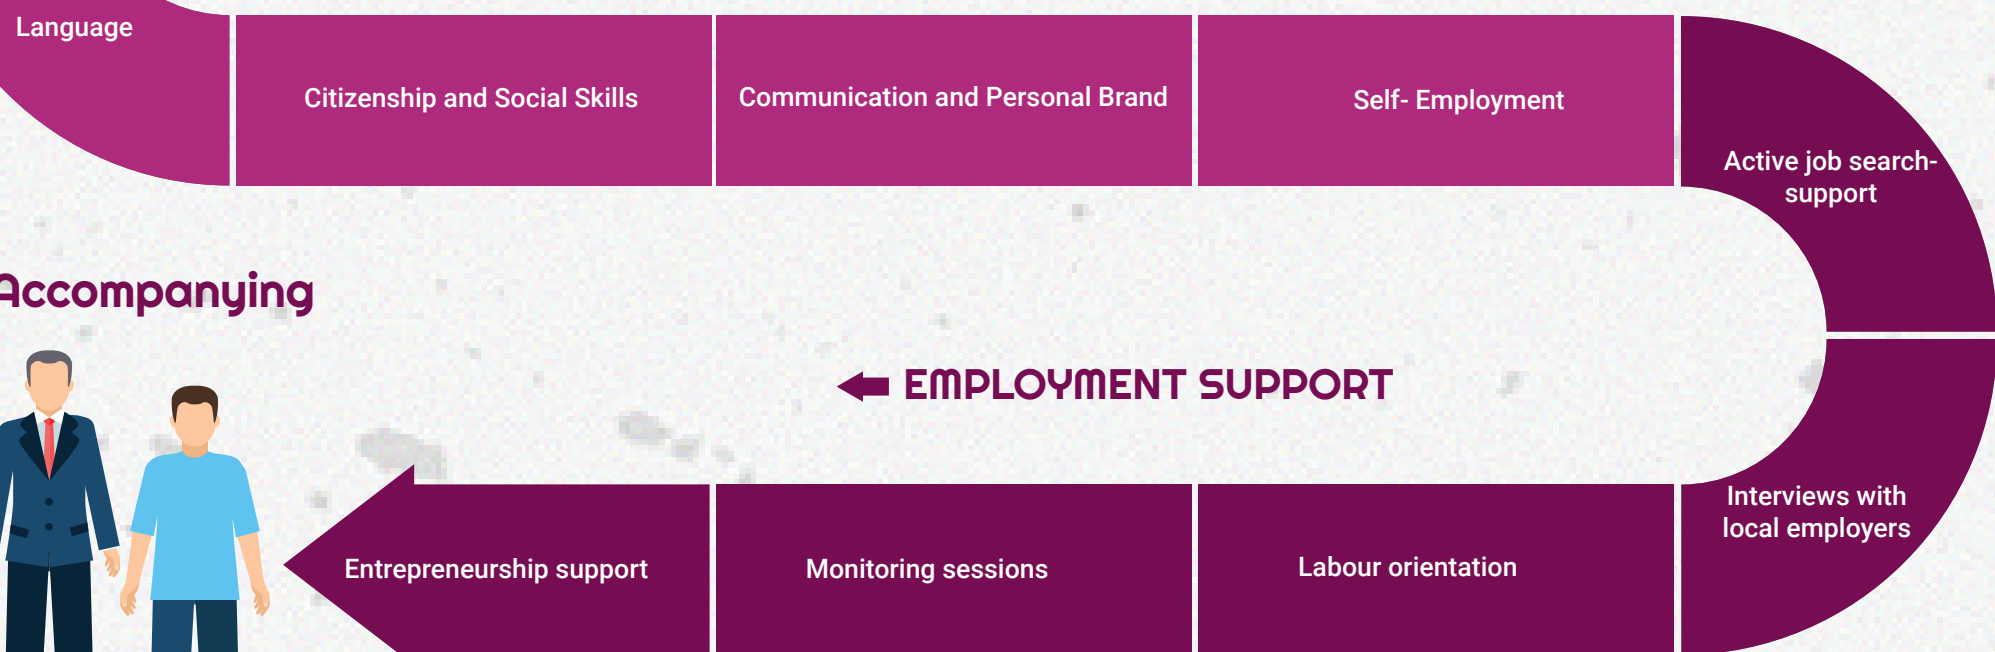 Language
Citizenship and Social Skills
Communication and Personal Brand
Self- Employment
Active job search-
support
Accompanying
EMPLOYMENT SUPPORT
Interviews with
local employers
Labour orientation
Monitoring sessions
Entrepreneurship support